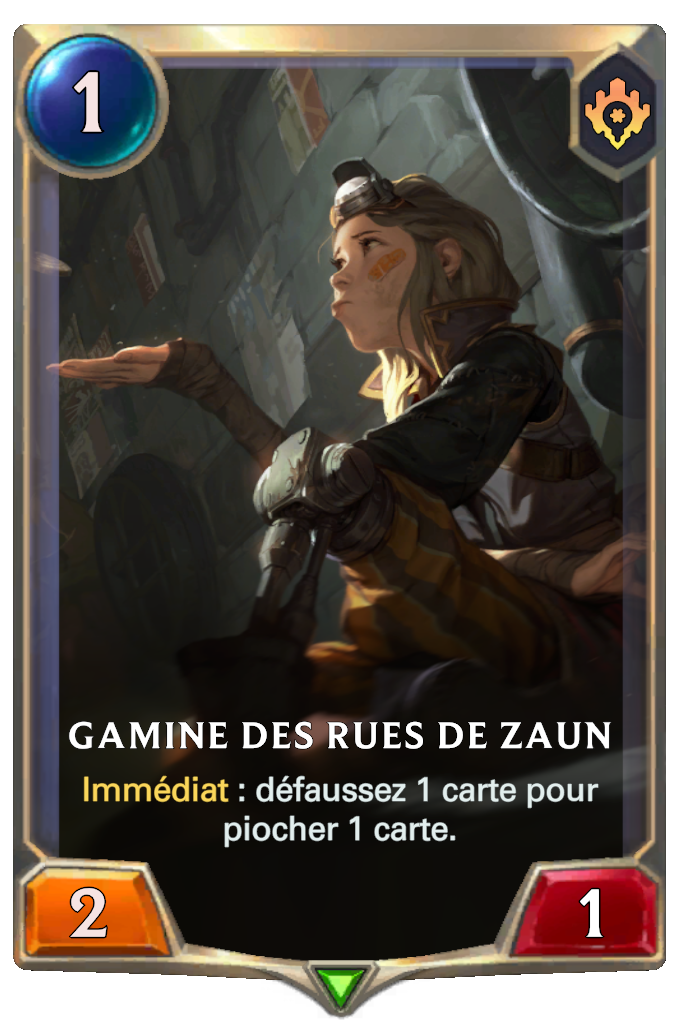 1
GAMINE DES RUES DE ZAUN
Immédiat : défaussez 1 carte pour
piocher 1 carte.
2
1